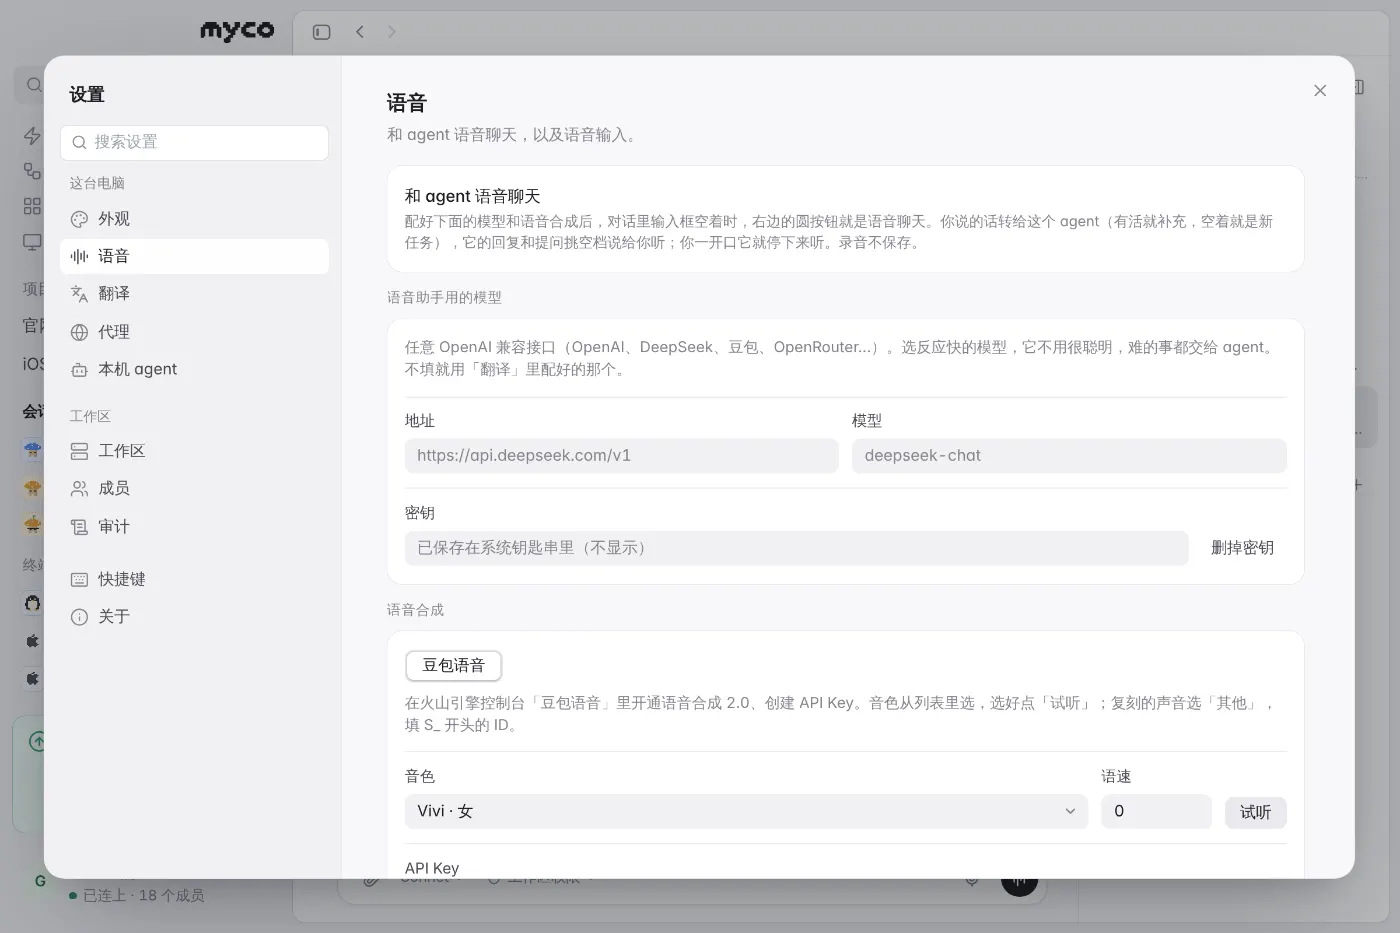 myco
设置
搜索设置
这台电脑
外观
语音
翻译
代理
本机 agent
工作区
工作区
成员
审计
快捷键
关于
语音
和 agent 语音聊天，以及语音输入。
和 agent 语音聊天
配好下面的模型和语音合成后，对话里输入框空着时，右边的圆按钮就是语音聊天。你说的话转给这个 agent（有活就补充，空着就是新
任务），它的回复和提问挑空档说给你听；你一开口它就停下来听。录音不保存。
语音助手用的模型
任意 OpenAI 兼容接口（OpenAI、DeepSeek、豆包、OpenRouter…）。选反应快的模型，它不用很聪明，难的事都交给 agent。
不填就用「翻译」里配好的那个。
地址
模型
https://api.deepseek.com/v1
deepseek-chat
密钥
已保存在系统钥匙串里（不显示）
删掉密钥
语音合成
豆包语音
在火山引擎控制台「豆包语音」里开通语音合成 2.0、创建 API Key。音色从列表里选，选好点「试听」；复刻的声音选「其他」，
填 S_ 开头的 ID。
音色
语速
Vivi · 女
0
试听
API Key
项
官
iOS
会
终
G
已连上 · 18 个成员